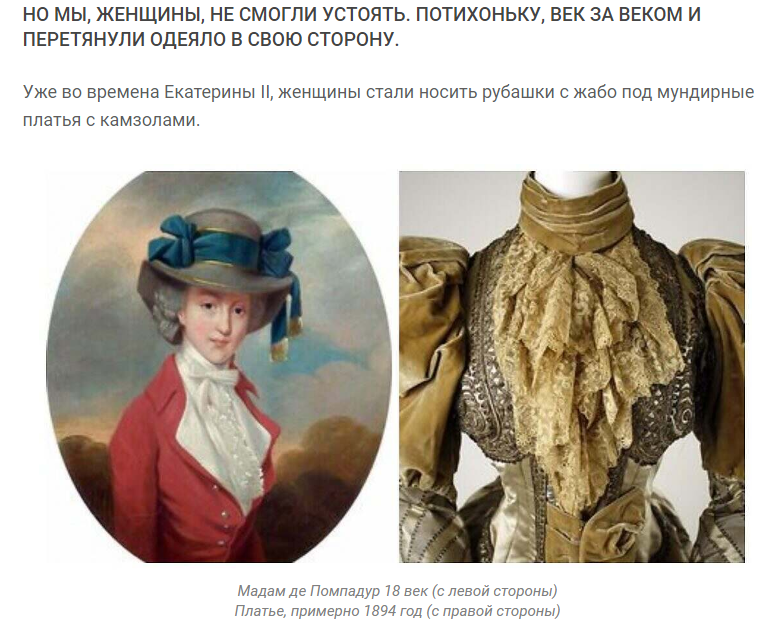 НО МЫ, ЖЕНЩИНЫ, НЕ СМОГЛИ УСТОЯТЬ. ПОТИХОНЬКУ, ВЕК ЗА ВЕКОМ И
ПЕРЕТЯНУЛИ ОДЕЯЛО В СВОЮ СТОРОНУ.
Уже во времена Екатерины II, женщины стали носить рубашки с жабо под мундирные
платья с камзолами.
Мадам де Помпадур 18 век (с левой стороны)
Платье, примерно 1894 год (с правой стороны)